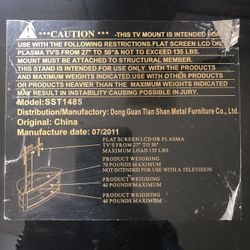 ***CAUTION*** -THIS TV MOUNT IS INTENDED FOR
USE WITH THE FOLLOWING RESTRICTIONS.FLAT SCREEN LCD OR
PLASMA TV'S FROM 27" TO 50"& NOT TO EXCEED 135 LBS.
MOUNT MUST BE ATTACHED TO STRUCTURAL MEMBER.
THIS STAND IS INTENDED FOR USE WITH THE PRODUCTS
AND MAXIMUM WEIGHTS INDICATED.USE WITH OTHER PRODUCTS
OR PRODUCTS HEAVIER THAN THE MAXIMUM WEIGHTS INDICATED
MAY RESULT IN INSTABILITY CAUSING POSSIBLE INJURY.
Model:SST1485
Distribution/Manufactory: Dong Guan Tian Shan Metal Furniture Co., Ltd.
Original: China
Manufacture date: 07/2011
FLAT SCREEN LCD OR PLASMA
TV'S FROM 27" TO 50"
MAXIMUM LOAD 135 LBS
PRODUCT WEIGHING
70 POUNDS MAXIMUM
NOT INTENDED FOR USE WITH A TELEVISION
PRODUCT WEIGHING
40 POUNDS MAXIMUM
PRODUCT WEIGHING
40 POUNDS MAXIMUM